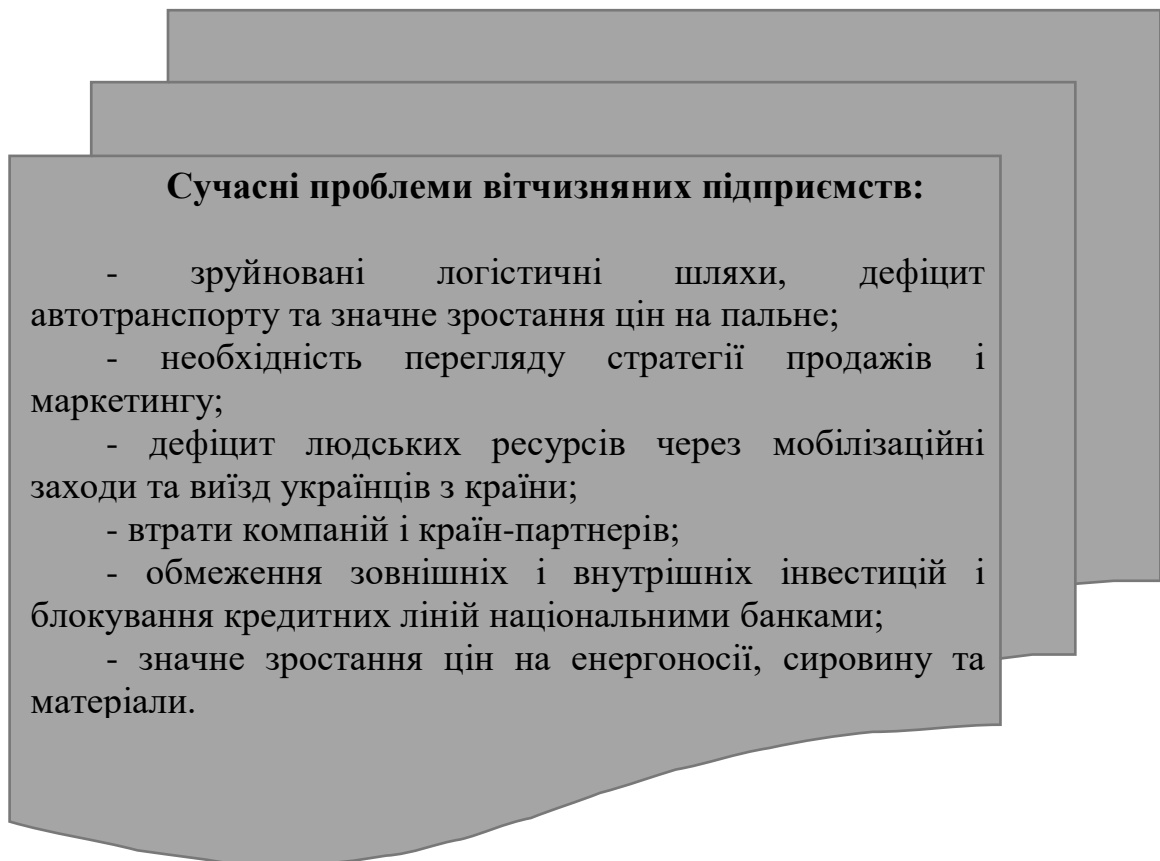 Сучасні проблеми вітчизняних підприємств:
- зруйновані логістичні шляхи, дефіцит
автотранспорту та значне зростання цін на пальне;
- необхідність перегляду стратегії продажів і
маркетингу;
- дефіцит людських ресурсів через мобілізаційні
заходи та виїзд українців з країни;
- втрати компаній і країн-партнерів;
- обмеження зовнішніх і внутрішніх інвестицій і
блокування кредитних ліній національними банками;
- значне зростання цін на енергоносії, сировину та
матеріали.